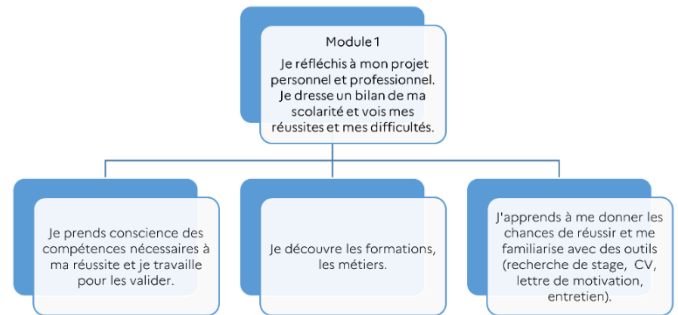 Module 1
Je réfléchis à mon projet
personnel et professionnel.
Je dresse un bilan de ma
scolarité et vois mes
réussites et mes difficultés.
Je prends conscience des
compétences nécessaires à
ma réussite et je travaille
pour les valider.
Je découvre les formations,
les métiers.
J'apprends à me donner les
chances de réussir et me
familiarise avec des outils
(recherche de stage, CV,
lettre de motivation,
entretien).